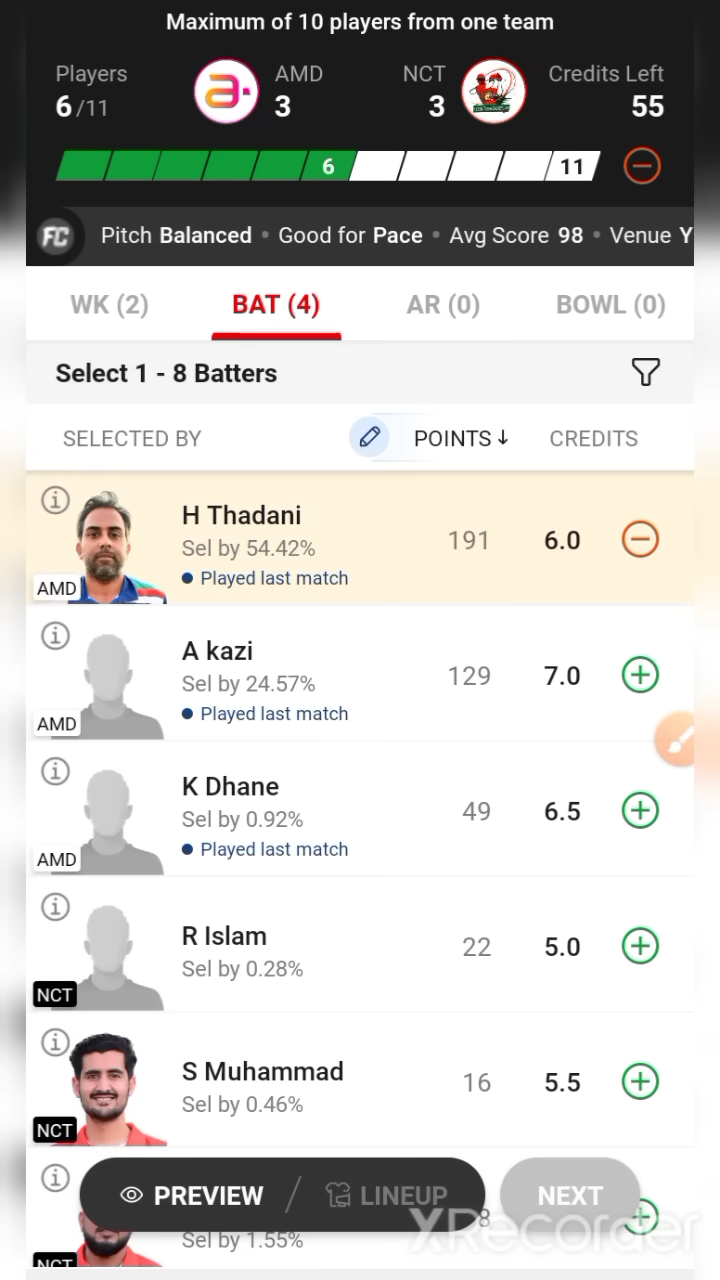 Maximum of 10 players from one team
Players AMD NCT Credits Left
6/11 3 3 55
6 11
FC Pitch Balanced • Good for Pace • Avg Score 98 • Venue Y
WK (2) BAT (4) AR (0) BOWL (0)
Select 1 - 8 Batters
SELECTED BY POINTS↓ CREDITS
H Thadani
Sel by 54.42% 191 6.0
• Played last match
AMD
A kazi
Sel by 24.57% 129 7.0
• Played last match
AMD
K Dhane
Sel by 0.92% 49 6.5
• Played last match
AMD
R Islam
Sel by 0.28% 22 5.0
NCT
S Muhammad
Sel by 0.46% 16 5.5
NCT
PREVIEW / LINEUP NEXT
8
XRecorder
Sel by 1.55%
NCT